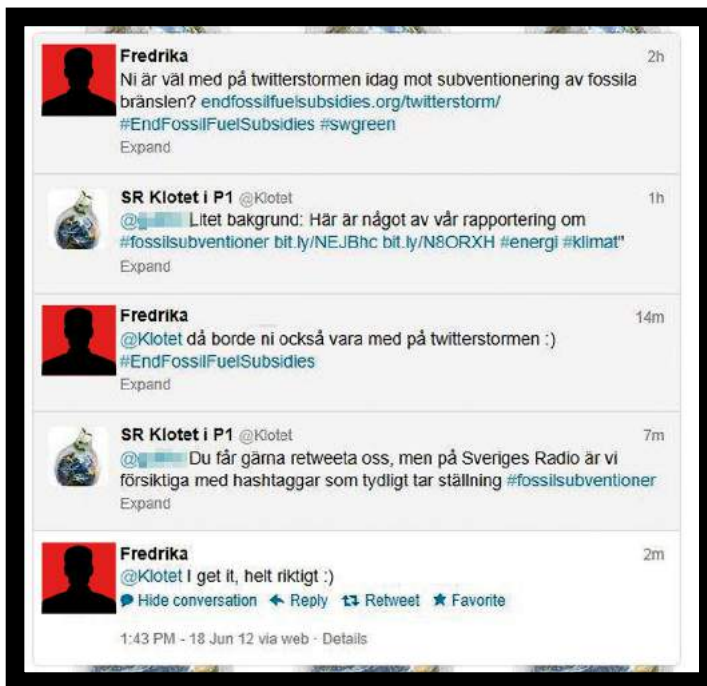 Fredrika 2h
Ni är väl med på twitterstormen idag mot subventionering av fossila
bränslen? endfossilfuelsubsidies.org/twitterstorm/
#EndFossilFuelSubsidies #swgreen
Expand
SR Klotet i P1 @Klotet 1h
@ Litet bakgrund: Här är något av vår rapportering om
#fossilsubventioner bit.ly/NEJBhc bit.ly/N8ORXH #energi #klimat"
Expand
Fredrika 14m
@Klotet då borde ni också vara med på twitterstormen :)
#EndFossilFuelSubsidies
Expand
SR Klotet i P1 @Klotet 7m
@ Du får gärna retweeta oss, men på Sveriges Radio är vi
försiktiga med hashtaggar som tydligt tar ställning #fossilsubventioner
Expand
Fredrika 2m
@Klotet I get it, helt riktigt :)
Hide conversation Reply Retweet Favorite
1:43 PM - 18 Jun 12 via web · Details